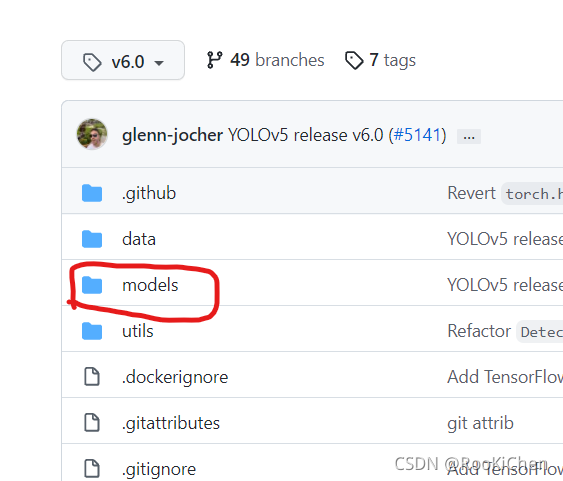 v6.0 49 branches 7 tags
glenn-jocher YOLOv5 release v6.0 (#5141) ...
.github Revert torch.h
data YOLOv5 release
models YOLOv5 release
utils Refactor Detec
.dockerignore Add TensorFlow
.gitattributes git attrib
.gitignore Add TensorFlow
CSDN @RooKiChen